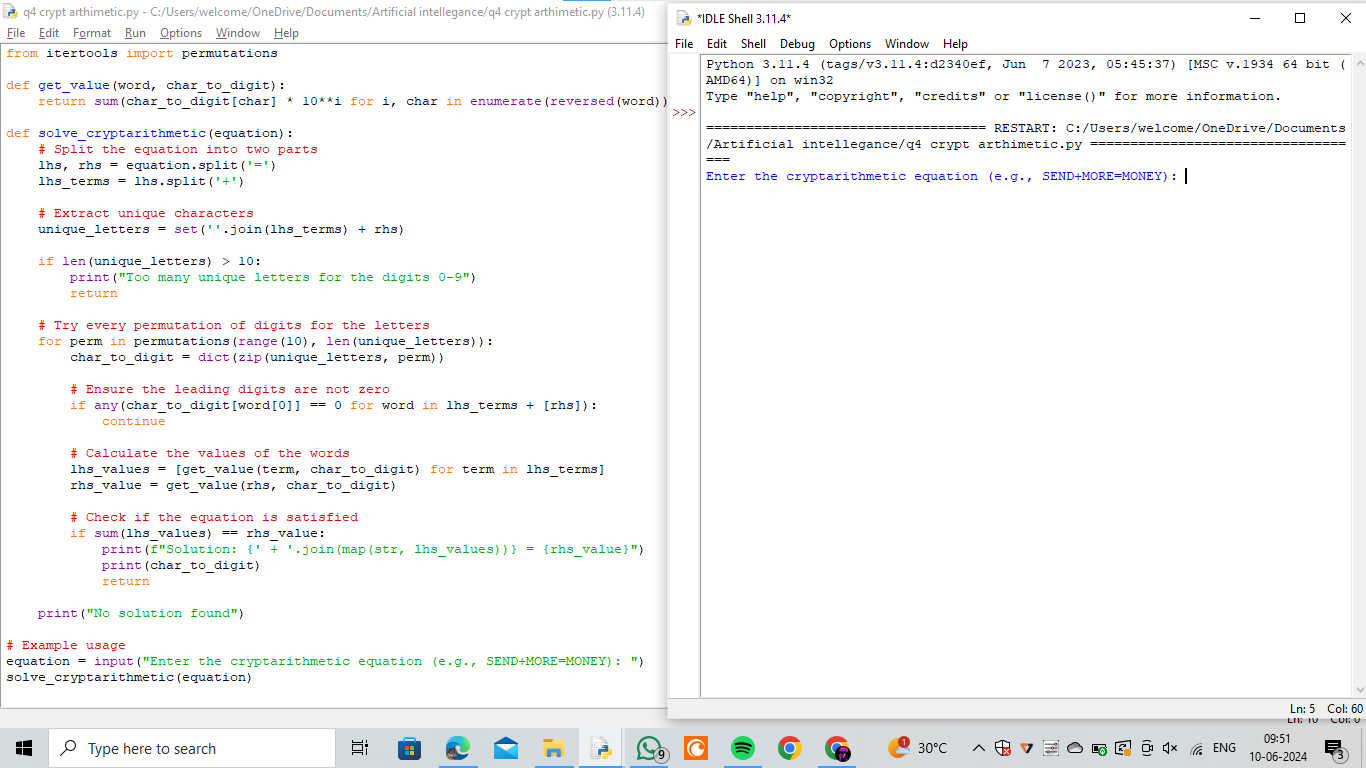 q4 crypt arthimetic.py - C:/Users/welcome/OneDrive/Documents/Artificial intellegance/q4 crypt arthimetic.py (3.11.4)
File Edit Format Run Options Window Help
from itertools import permutations
def get_value(word, char_to_digit):
    return sum(char_to_digit[char] * 10**i for i, char in enumerate(reversed(word))
def solve_cryptarithmetic(equation):
    # Split the equation into two parts
    lhs, rhs = equation.split('=')
    lhs_terms = lhs.split('+')
    # Extract unique characters
    unique_letters = set(''.join(lhs_terms) + rhs)
    if len(unique_letters) > 10:
        print("Too many unique letters for the digits 0-9")
        return
    # Try every permutation of digits for the letters
    for perm in permutations(range(10), len(unique_letters)):
        char_to_digit = dict(zip(unique_letters, perm))
        # Ensure the leading digits are not zero
        if any(char_to_digit[word[0]] == 0 for word in lhs_terms + [rhs]):
            continue
        # Calculate the values of the words
        lhs_values = [get_value(term, char_to_digit) for term in lhs_terms]
        rhs_value = get_value(rhs, char_to_digit)
        # Check if the equation is satisfied
        if sum(lhs_values) == rhs_value:
            print(f"Solution: {' + '.join(map(str, lhs_values))} = {rhs_value}")
            print(char_to_digit)
            return
    print("No solution found")
# Example usage
equation = input("Enter the cryptarithmetic equation (e.g., SEND+MORE=MONEY): ")
solve_cryptarithmetic(equation)
*IDLE Shell 3.11.4*
File Edit Shell Debug Options Window Help
Python 3.11.4 (tags/v3.11.4:d2340ef, Jun  7 2023, 05:45:37) [MSC v.1934 64 bit (
AMD64)] on win32
Type "help", "copyright", "credits" or "license()" for more information.
>>>
=================================== RESTART: C:/Users/welcome/OneDrive/Documents
/Artificial intellegance/q4 crypt arthimetic.py ================================
===
Enter the cryptarithmetic equation (e.g., SEND+MORE=MONEY):
Ln: 5 Col: 60
Ln: 10 Col: 0
Type here to search
9
1
30°C
ENG
09:51
10-06-2024
3